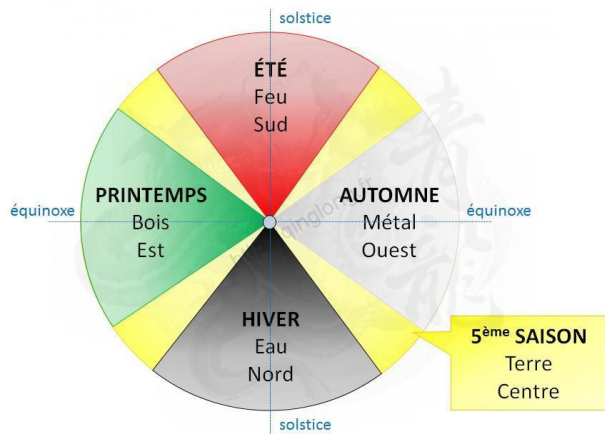 solstice
ÉTÉ
Feu
Sud
PRINTEMPS
Bois
Est
AUTOMNE
Métal
Ouest
équinoxe
équinoxe
HIVER
Eau
Nord
5ème SAISON
Terre
Centre
solstice